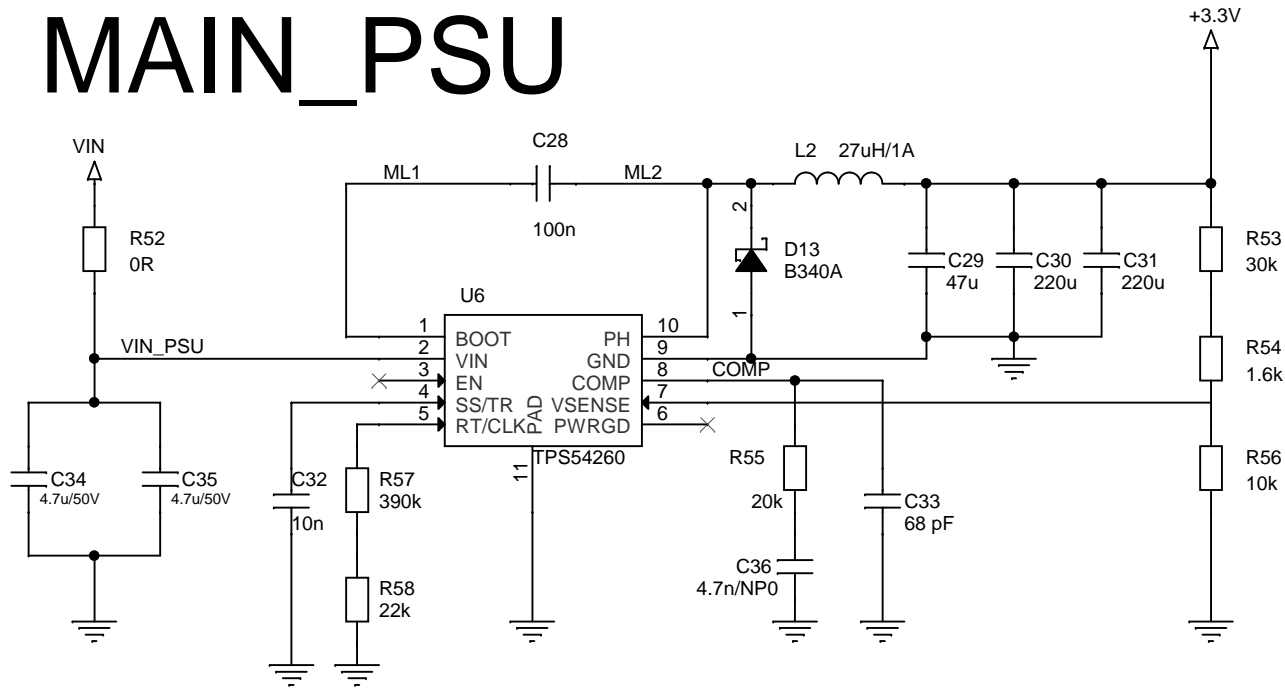 MAIN_PSU
+3.3V
VIN
C28
L2 27uH/1A
ML1
ML2
R52
0R
100n
2
D13
B340A
1
C29
47u
C30
220u
C31
220u
R53
30k
U6
1
BOOT
PH
10
VIN_PSU
2
VIN
GND
9
3
EN
COMP
8
COMP
4
SS/TR
VSENSE
7
5
RT/CLK
PWRGD
6
PAD
11
TPS54260
R54
1.6k
C34
4.7u/50V
C35
4.7u/50V
C32
10n
R57
390k
R55
20k
C33
68 pF
R56
10k
R58
22k
C36
4.7n/NP0